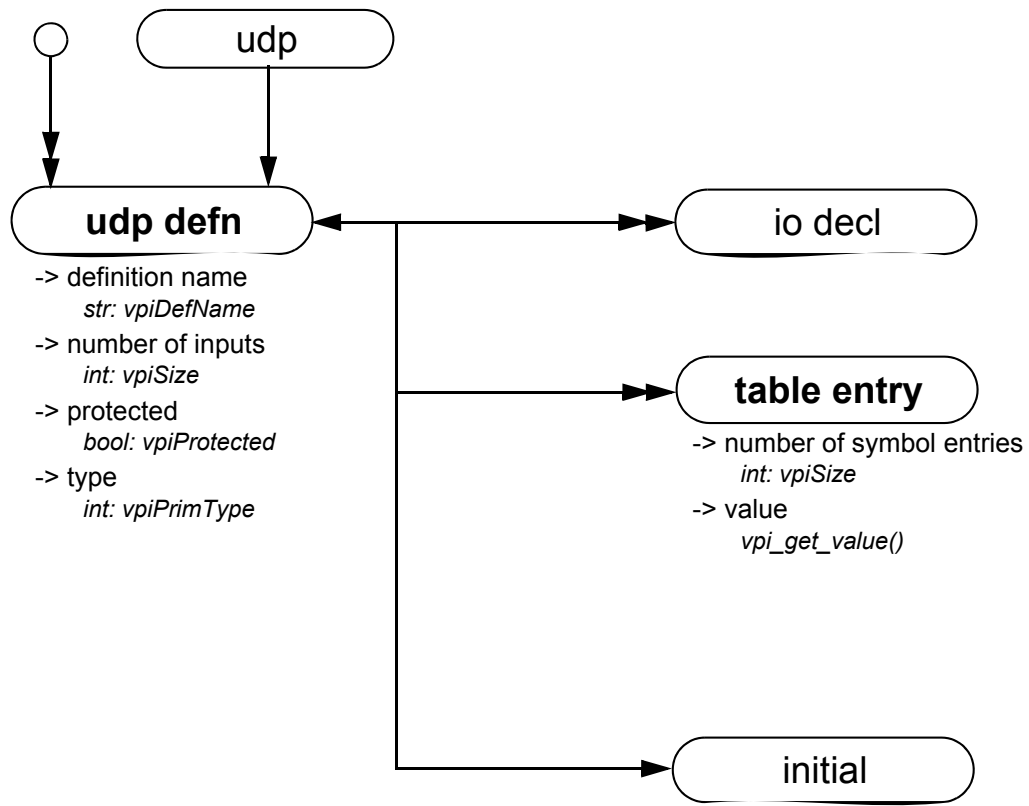 udp
udp defn
-> definition name
str: vpiDefName
-> number of inputs
int: vpiSize
-> protected
bool: vpiProtected
-> type
int: vpiPrimType
io decl
table entry
-> number of symbol entries
int: vpiSize
-> value
vpi_get_value()
initial